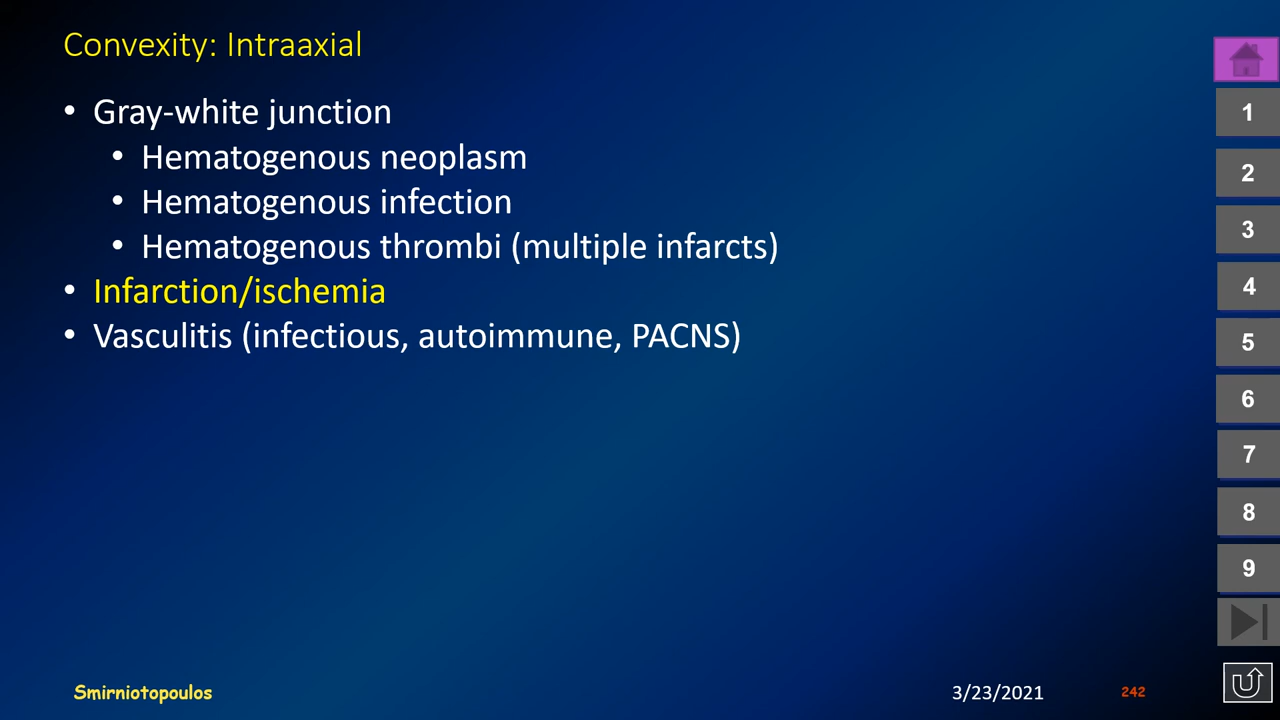 Convexity: Intraaxial
• Gray-white junction
• Hematogenous neoplasm
• Hematogenous infection
• Hematogenous thrombi (multiple infarcts)
• Infarction/ischemia
• Vasculitis (infectious, autoimmune, PACNS)
1
2
3
4
5
6
7
8
9
Smirniotopoulos
3/23/2021
242